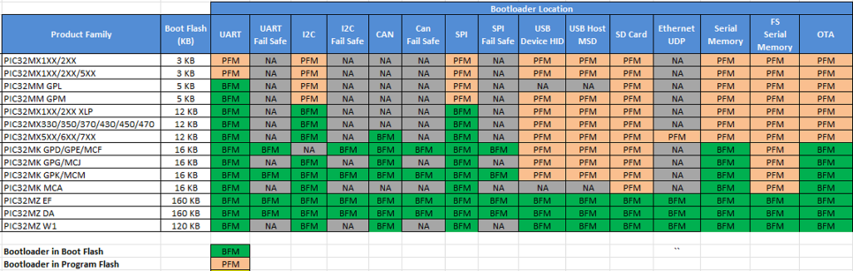 Bootloader Location
Product Family Boot Flash (KB) UART UART Fail Safe I2C I2C Fail Safe CAN Can Fail Safe SPI SPI Fail Safe USB Device HID USB Host MSD SD Card Ethernet UDP Serial Memory FS Serial Memory OTA
PIC32MX1XX/2XX 3 KB PFM NA PFM NA NA NA PFM NA PFM PFM PFM NA PFM PFM PFM
PIC32MX1XX/2XX/5XX 3 KB PFM NA PFM NA NA NA PFM NA PFM PFM PFM NA PFM PFM PFM
PIC32MM GPL 5 KB BFM NA PFM NA NA NA PFM NA NA NA PFM NA PFM PFM PFM
PIC32MM GPM 5 KB BFM NA PFM NA NA NA PFM NA PFM PFM PFM NA PFM PFM PFM
PIC32MX1XX/2XX XLP 12 KB BFM NA BFM NA NA NA BFM NA PFM PFM PFM NA PFM PFM PFM
PIC32MX330/350/370/430/450/470 12 KB BFM NA BFM NA NA NA BFM NA PFM PFM PFM NA PFM PFM PFM
PIC32MX5XX/6XX/7XX 12 KB BFM NA BFM NA BFM NA BFM NA PFM PFM PFM PFM PFM PFM PFM
PIC32MK GPD/GPE/MCF 16 KB BFM BFM NA BFM BFM BFM BFM BFM PFM PFM PFM NA BFM PFM BFM
PIC32MK GPG/MCJ 16 KB BFM NA BFM NA BFM NA BFM NA PFM PFM PFM NA BFM PFM BFM
PIC32MK GPK/MCM 16 KB BFM BFM BFM BFM BFM BFM BFM BFM PFM PFM PFM NA BFM PFM BFM
PIC32MK MCA 16 KB BFM NA BFM NA BFM NA BFM NA NA NA PFM NA BFM PFM BFM
PIC32MZ EF 160 KB BFM BFM BFM BFM BFM BFM BFM BFM BFM BFM BFM BFM BFM BFM BFM
PIC32MZ DA 160 KB BFM BFM BFM BFM BFM BFM BFM BFM BFM BFM BFM BFM BFM BFM BFM
PIC32MZ W1 120 KB BFM NA BFM NA BFM NA BFM NA BFM BFM BFM BFM BFM BFM BFM
Bootloader in Boot Flash BFM ``
Bootloader in Program Flash PFM